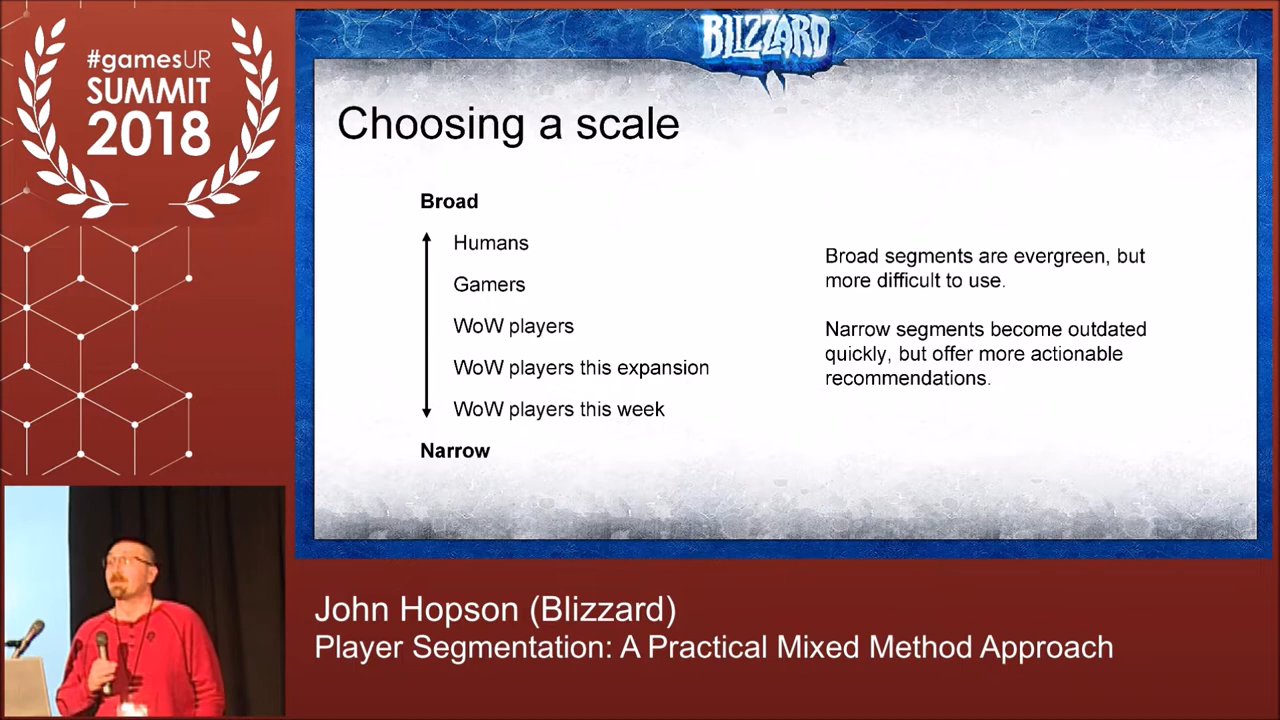 #gamesUR
SUMMIT
2018
BLIZZARD
Choosing a scale
Broad
Humans
Gamers
WoW players
WoW players this expansion
WoW players this week
Narrow
Broad segments are evergreen, but
more difficult to use.
Narrow segments become outdated
quickly, but offer more actionable
recommendations.
John Hopson (Blizzard)
Player Segmentation: A Practical Mixed Method Approach